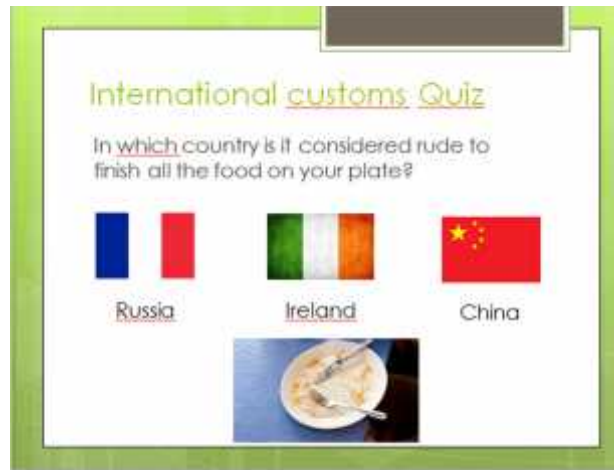 International customs Quiz
In which country is it considered rude to
finish all the food on your plate?
Russia
Ireland
China